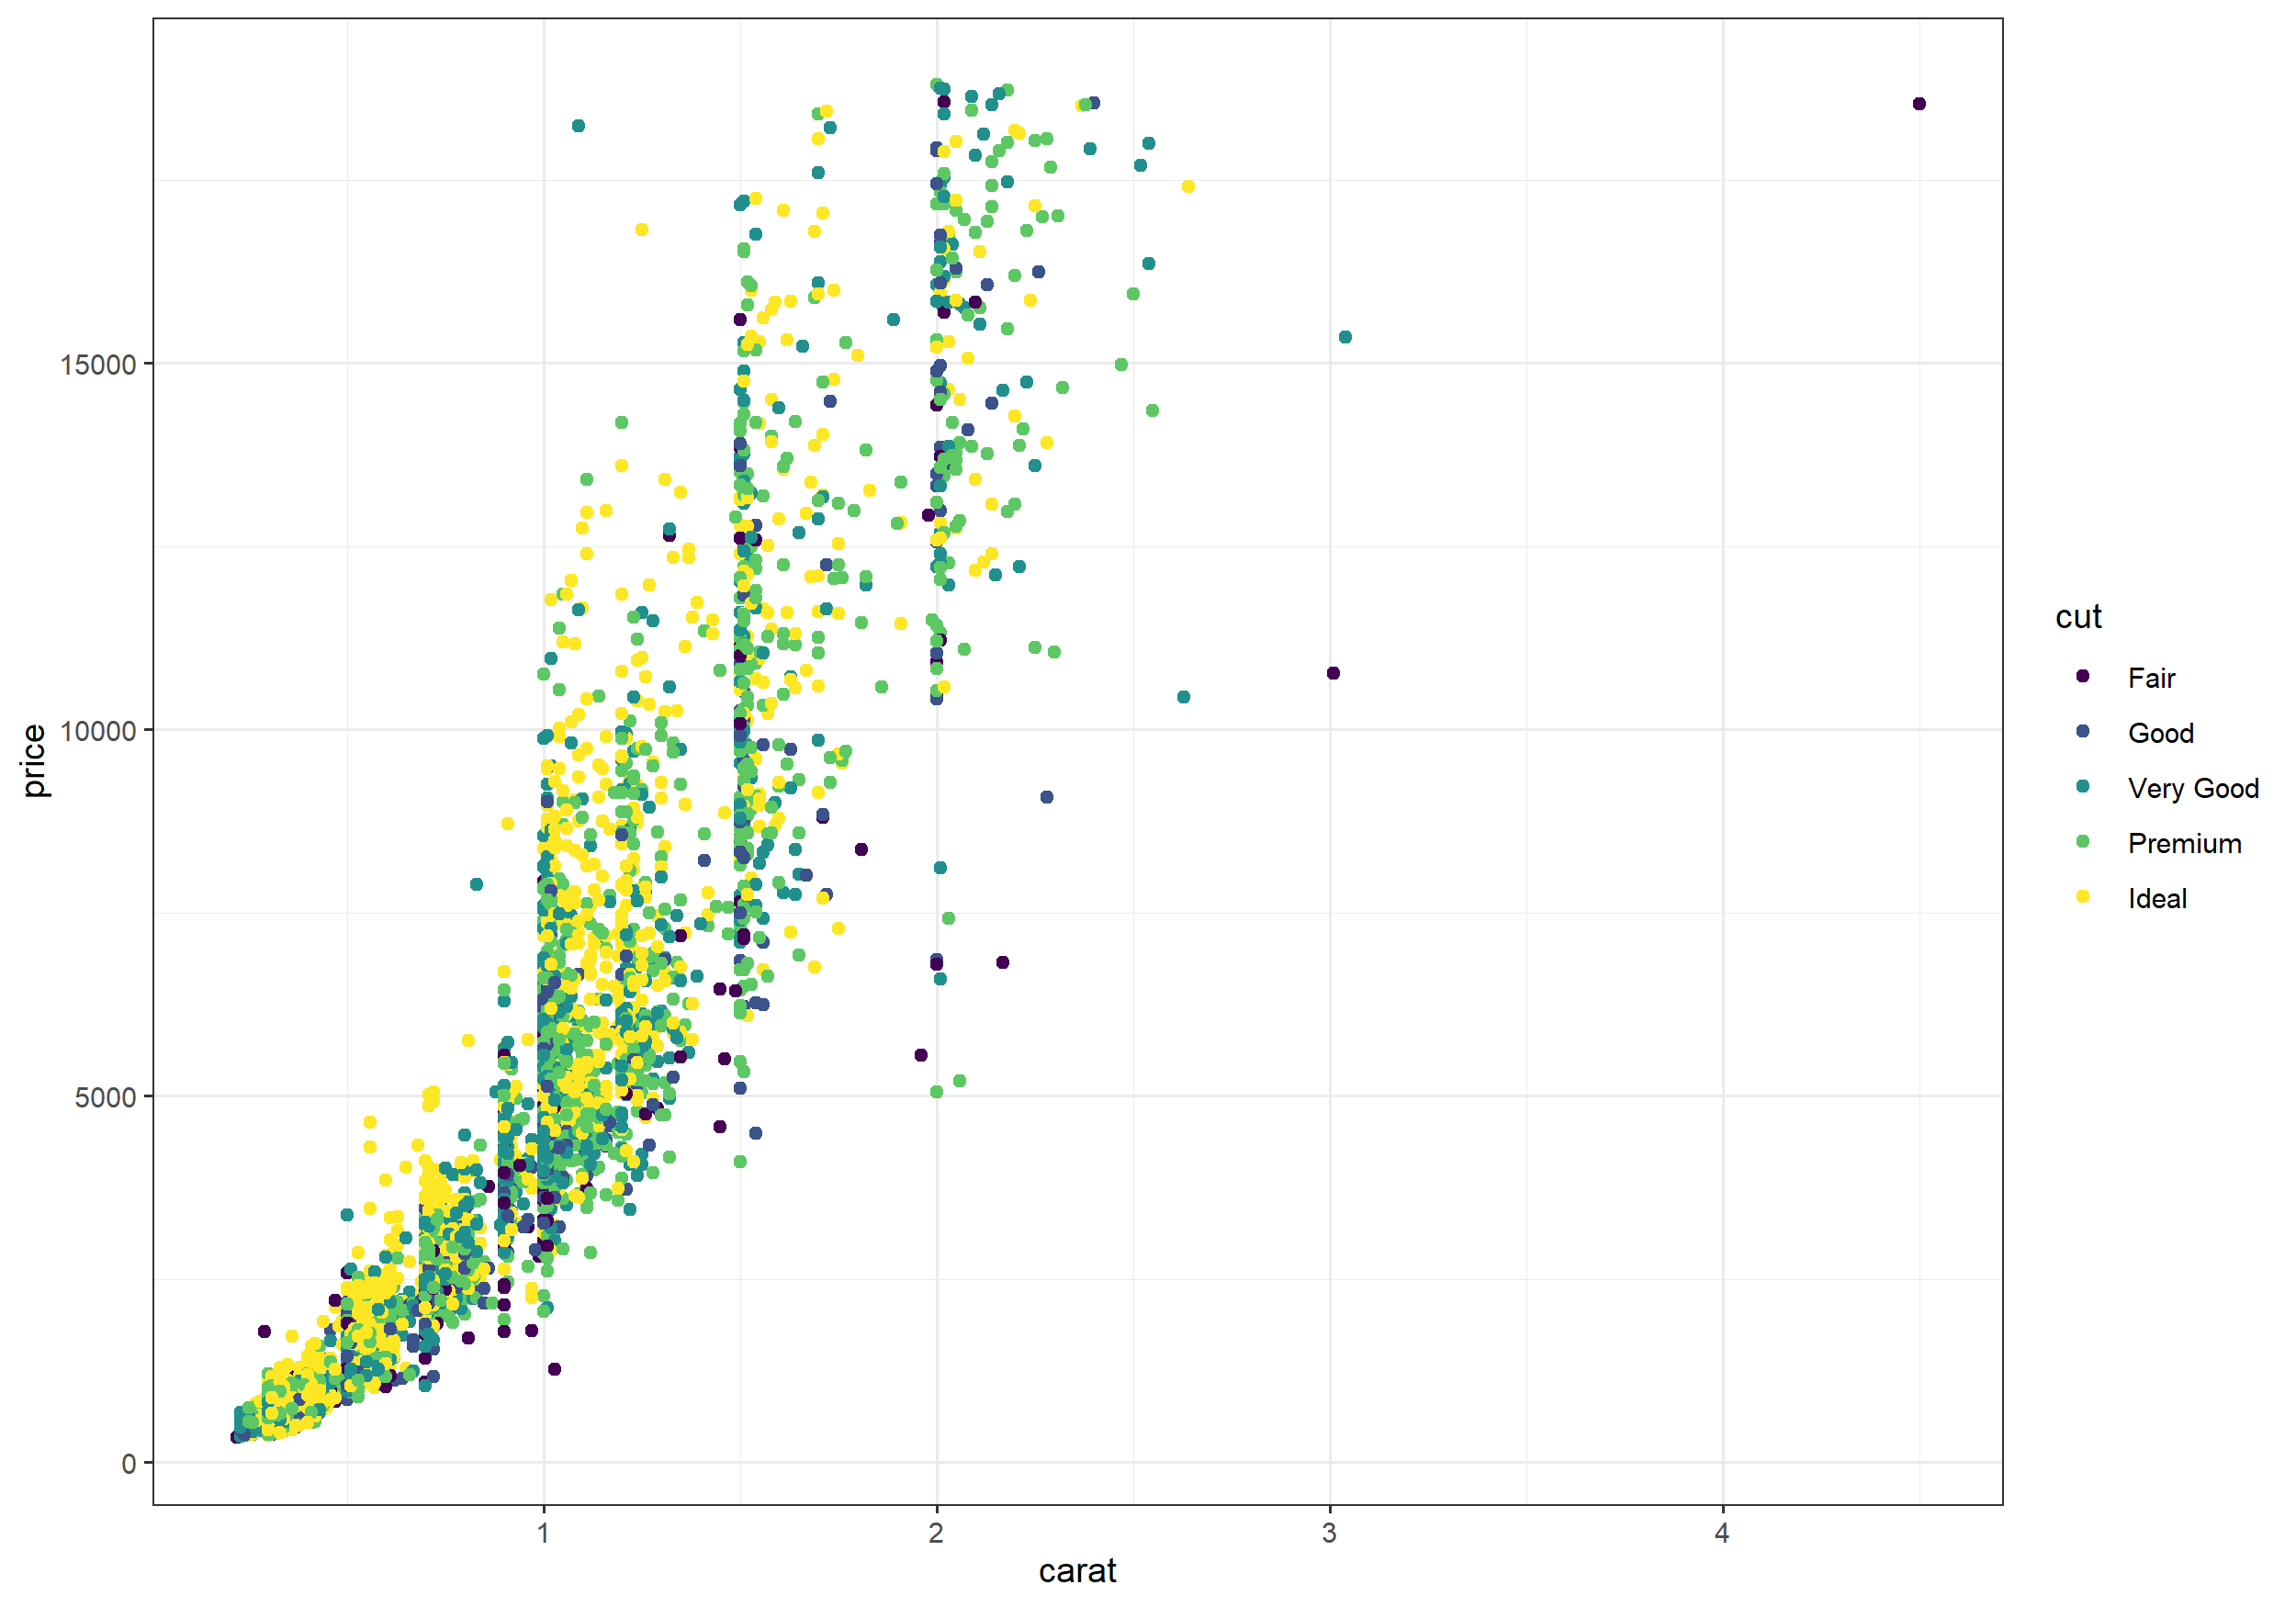 15000
10000
5000
0
price
1 2 3 4
carat
cut
Fair
Good
Very Good
Premium
Ideal